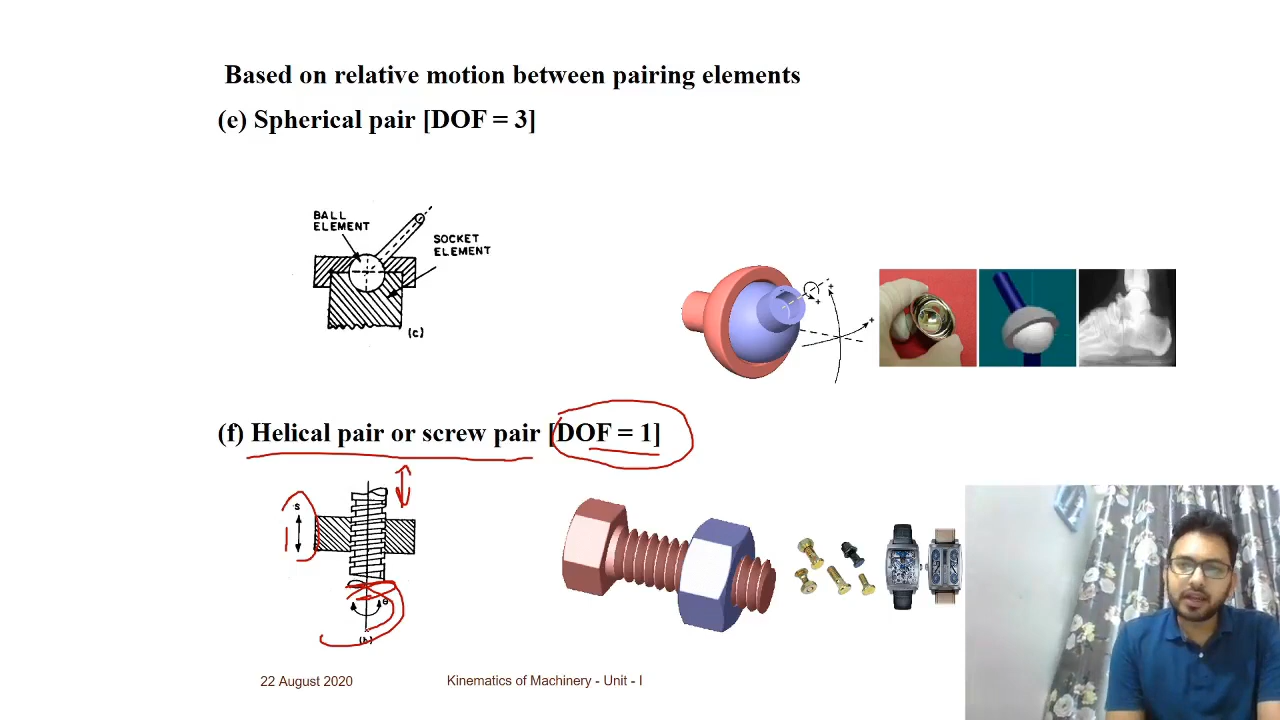 Based on relative motion between pairing elements
(e) Spherical pair [DOF = 3]
BALL
ELEMENT
SOCKET
ELEMENT
(c)
+
+
+
(f) Helical pair or screw pair [DOF = 1]
S
θ
(b)
22 August 2020
Kinematics of Machinery - Unit - I